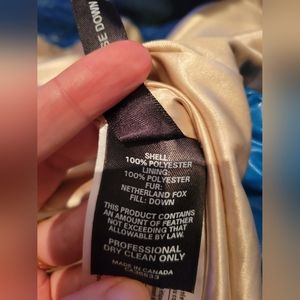 SE DOWN
SHELL:
100% POLYESTER
LINING:
100% POLYESTER
FUR:
NETHERLAND FOX
FILL: DOWN
THIS PRODUCT CONTAINS
AN AMOUNT OF FEATHER
NOT EXCEEDING THAT
ALLOWABLE BY LAW.
PROFESSIONAL
DRY CLEAN ONLY
MADE IN CANADA